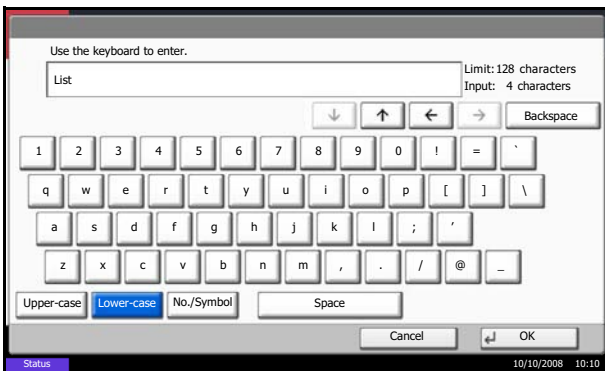 Use the keyboard to enter.
List
Limit: 128 characters
Input: 4 characters
↓ ↑ ← → Backspace
1 2 3 4 5 6 7 8 9 0 ! = `
q w e r t y u i o p [ ] \
a s d f g h j k l ; ’
z x c v b n m , . / @ _
Upper-case Lower-case No./Symbol Space
Cancel OK
Status 10/10/2008 10:10